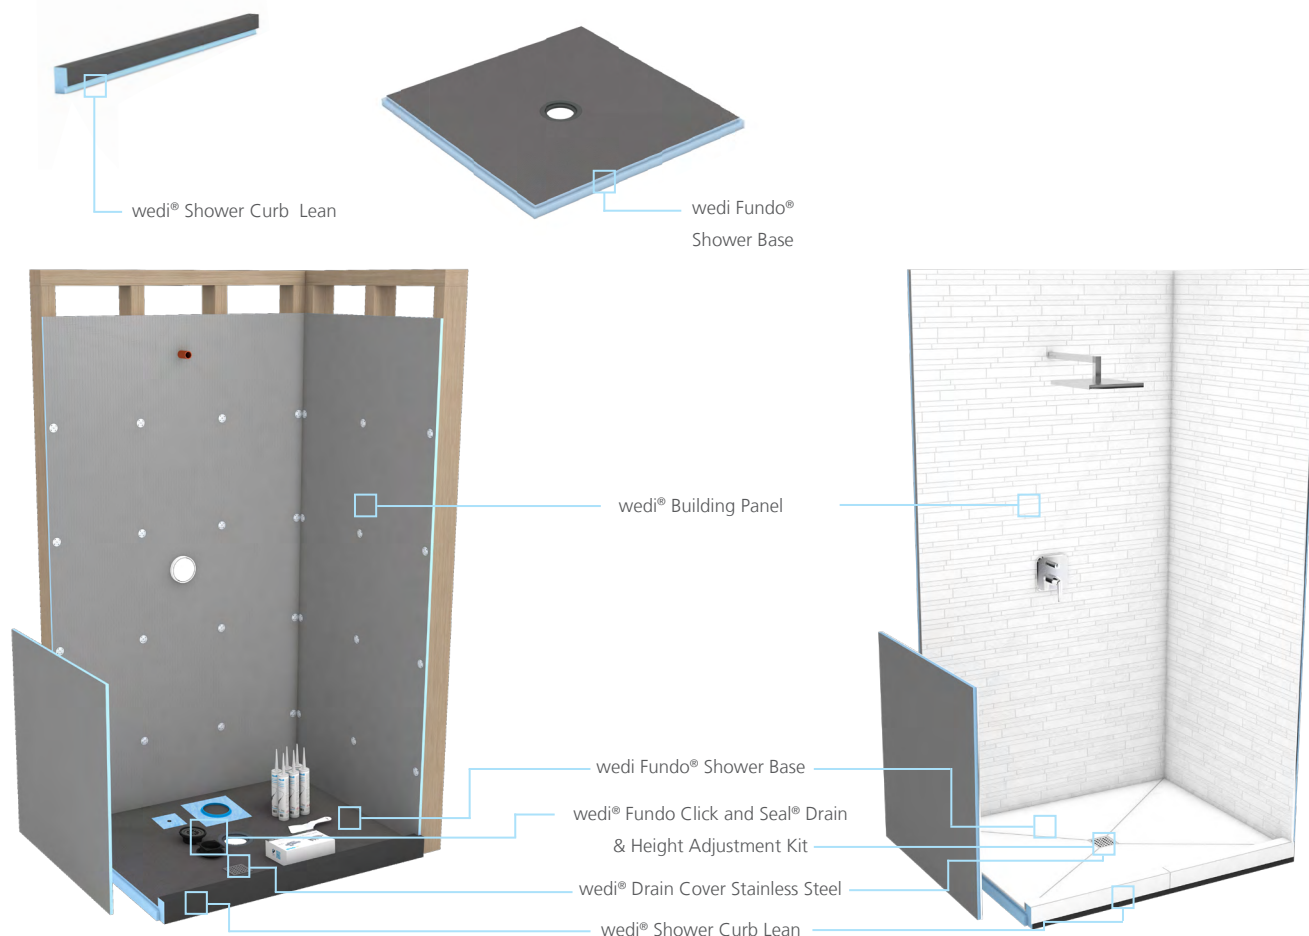 wedi® Shower Curb Lean
wedi Fundo®
Shower Base
wedi® Building Panel
wedi Fundo® Shower Base
wedi® Fundo Click and Seal® Drain
& Height Adjustment Kit
wedi® Drain Cover Stainless Steel
wedi® Shower Curb Lean